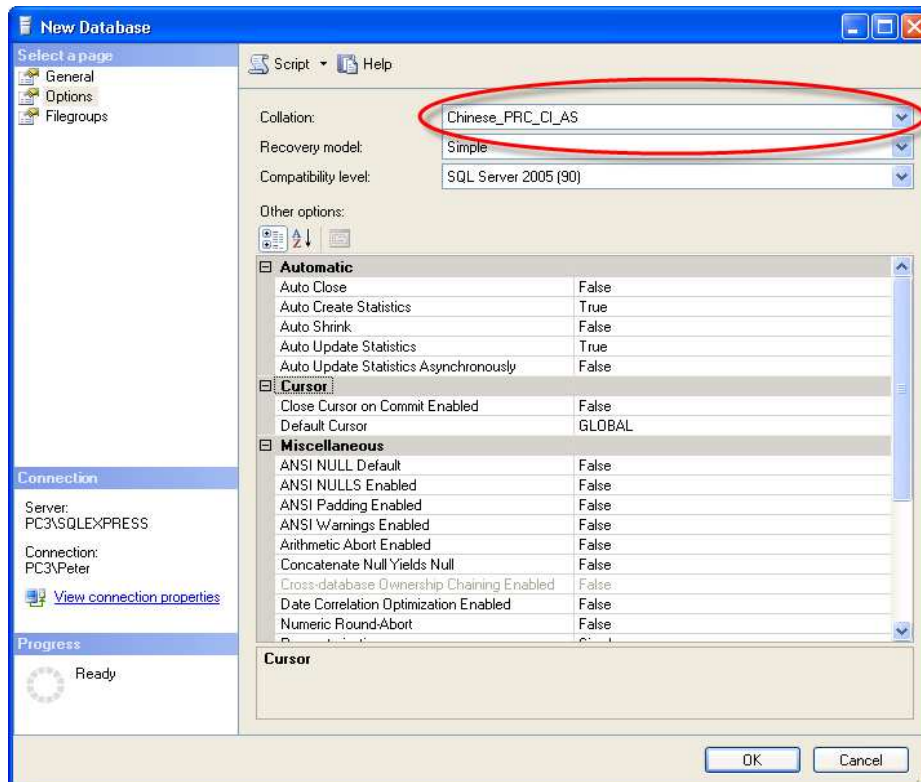 New Database
Select a page
General
Options
Filegroups
Script Help
Collation: Chinese_PRC_CI_AS
Recovery model: Simple
Compatibility level: SQL Server 2005 (90)
Other options:
Automatic
Auto Close False
Auto Create Statistics True
Auto Shrink False
Auto Update Statistics True
Auto Update Statistics Asynchronously False
Cursor
Close Cursor on Commit Enabled False
Default Cursor GLOBAL
Miscellaneous
ANSI NULL Default False
ANSI NULLS Enabled False
ANSI Padding Enabled False
ANSI Warnings Enabled False
Arithmetic Abort Enabled False
Concatenate Null Yields Null False
Cross-database Ownership Chaining Enabled False
Date Correlation Optimization Enabled False
Numeric Round-Abort False
Cursor
Connection
Server:
PC3\SQLEXPRESS
Connection:
PC3\Peter
View connection properties
Progress
Ready
OK Cancel